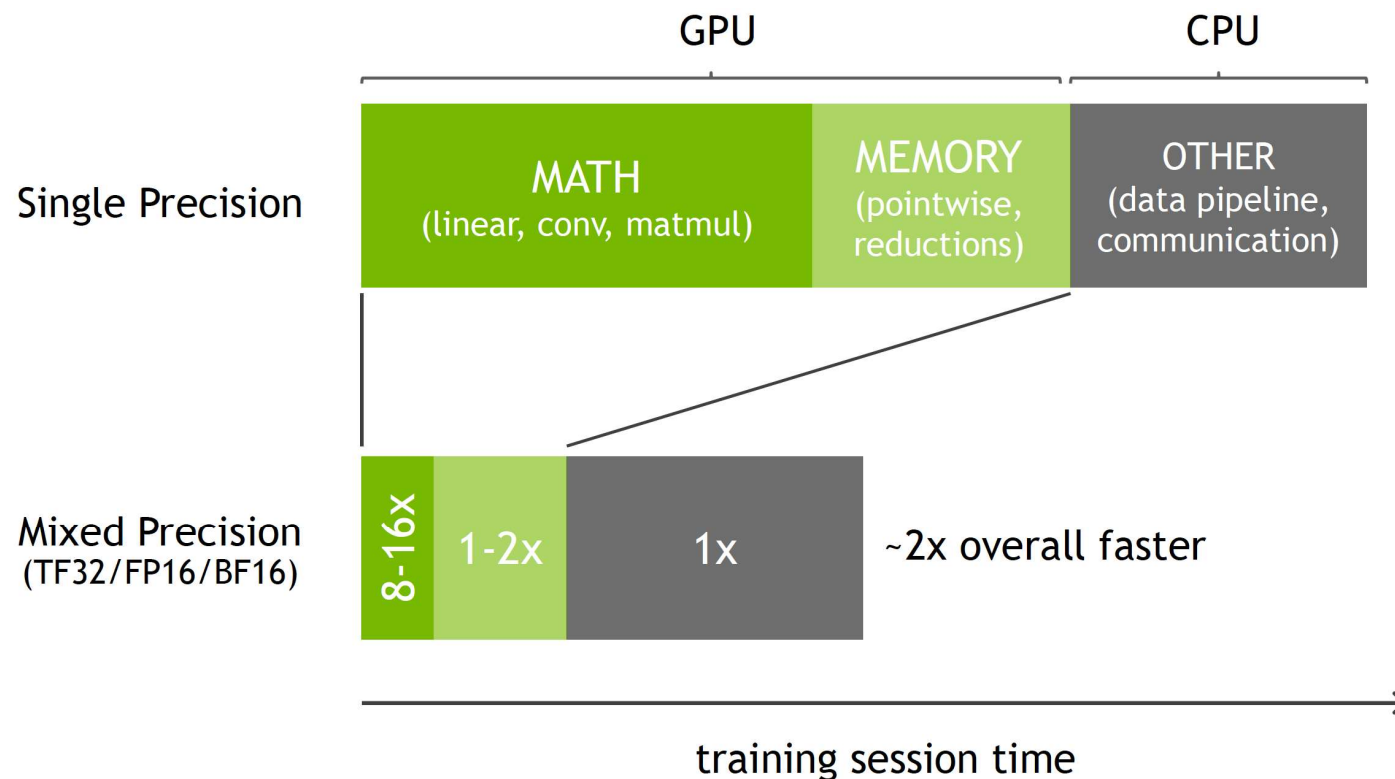 GPU
CPU
Single Precision
MATH
(linear, conv, matmul)
MEMORY
(pointwise,
reductions)
OTHER
(data pipeline,
communication)
Mixed Precision
(TF32/FP16/BF16)
8-16x
1-2x
1x
~2x overall faster
training session time